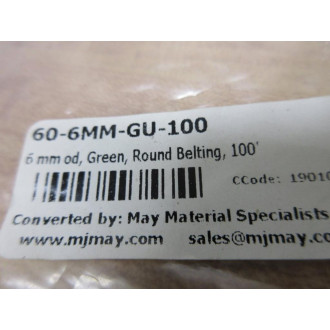 60-6MM-GU-100
6 mm od, Green, Round Belting, 100'
CCode: 1901
Converted by: May Material Specialists
www.mjmay.com sales@mjmay.com